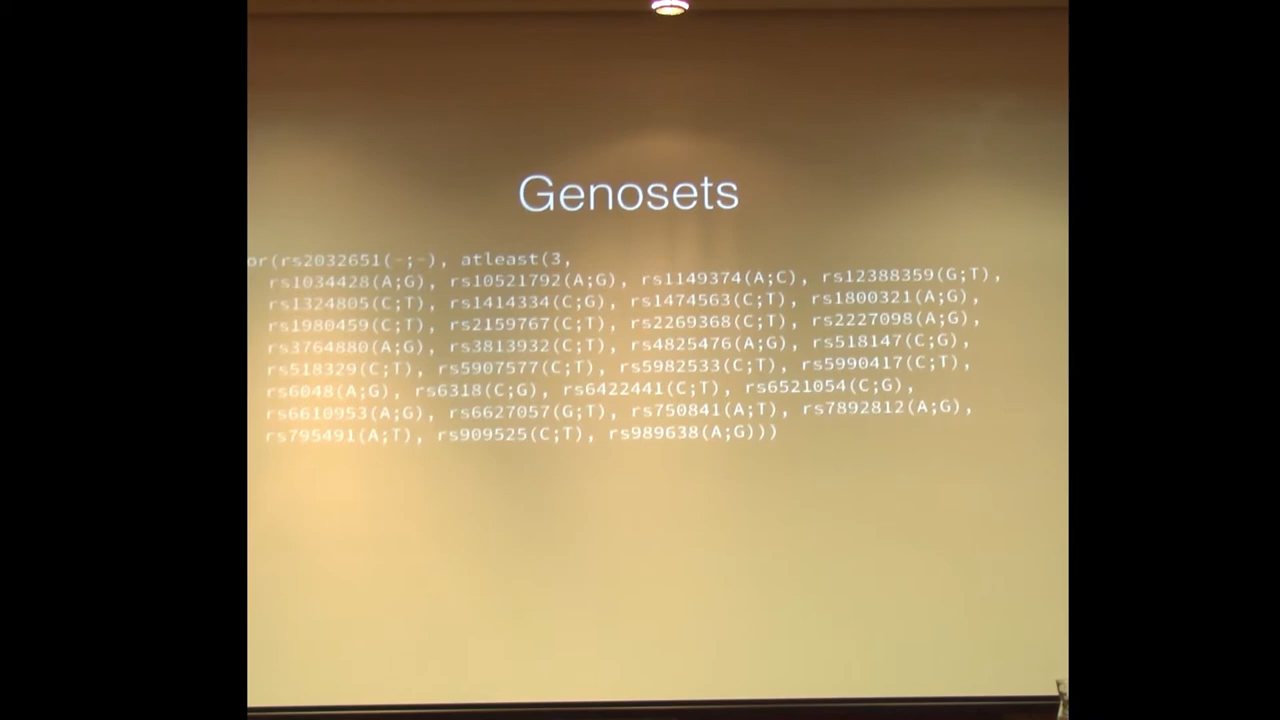 Genosets
or(rs2032651(-;-), atleast(3,
rs1034428(A;G), rs10521792(A;G), rs1149374(A;C), rs12388359(G;T),
rs1324805(C;T), rs1414334(C;G), rs1474563(C;T), rs1800321(A;G),
rs1980459(C;T), rs2159767(C;T), rs2269368(C;T), rs2227098(A;G),
rs3764880(A;G), rs3813932(C;T), rs4825476(A;G), rs518147(C;G),
rs518329(C;T), rs5907577(C;T), rs5982533(C;T), rs5990417(C;T),
rs6048(A;G), rs6318(C;G), rs6422441(C;T), rs6521054(C;G),
rs6610953(A;G), rs6627057(G;T), rs750841(A;T), rs7892812(A;G),
rs795491(A;T), rs909525(C;T), rs989638(A;G)))